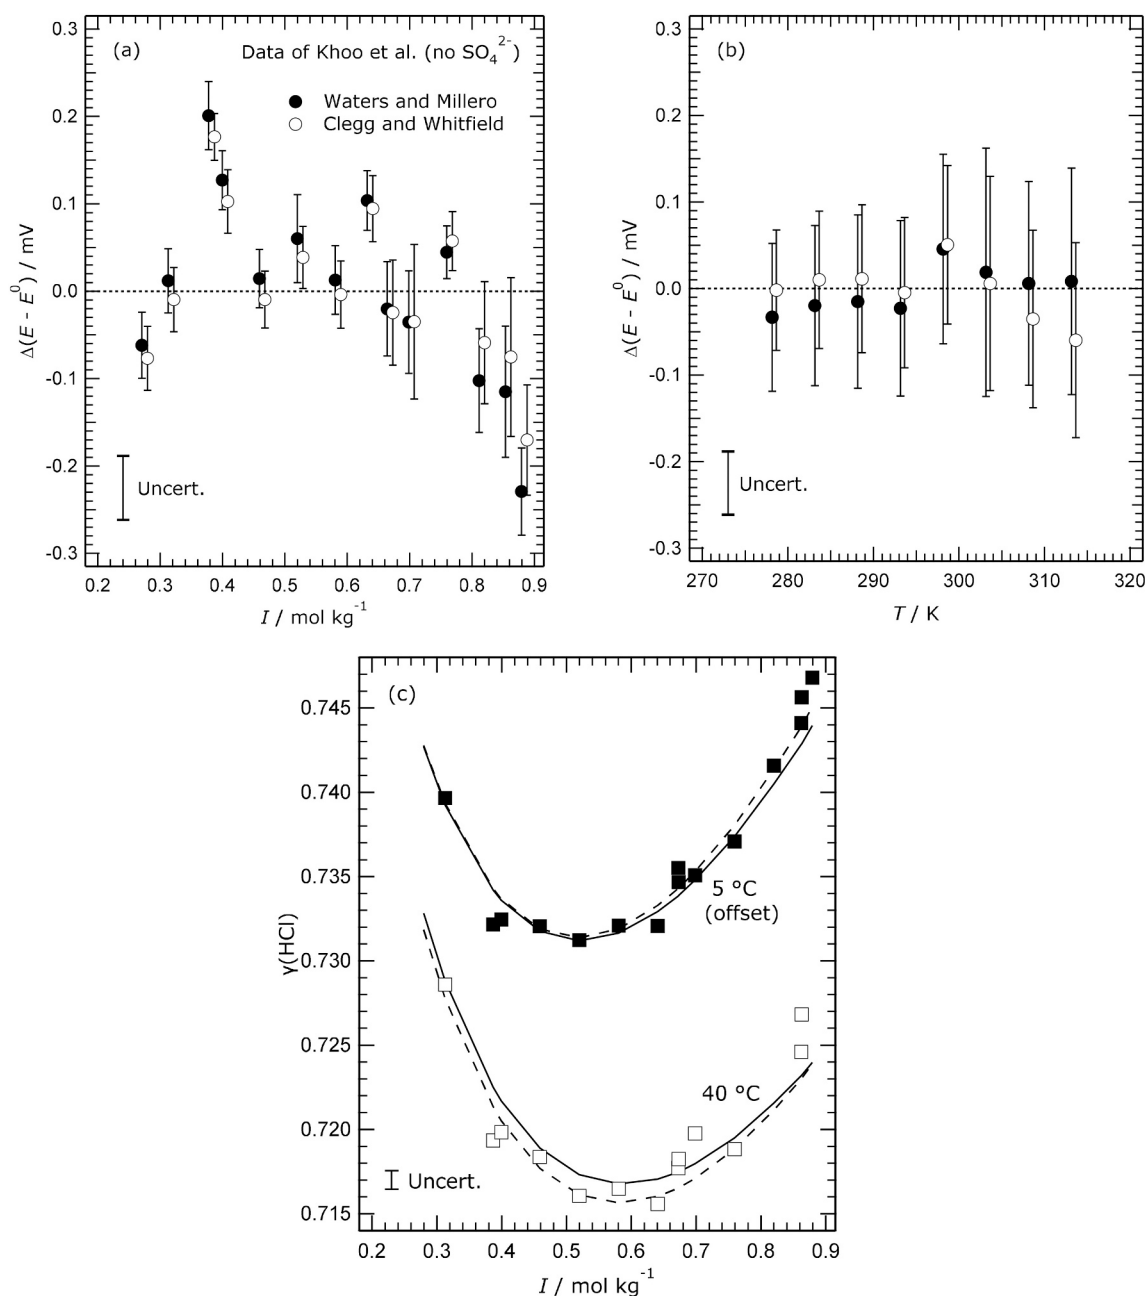 (a)
Data of Khoo et al. (no SO₄²⁻)
Waters and Millero
Clegg and Whitfield
0.3
0.2
0.1
0.0
-0.1
-0.2
-0.3
Δ(E - E⁰) / mV
Uncert.
0.2 0.3 0.4 0.5 0.6 0.7 0.8 0.9
I / mol kg⁻¹
(b)
0.3
0.2
0.1
0.0
-0.1
-0.2
-0.3
Δ(E - E⁰) / mV
Uncert.
270 280 290 300 310 320
T / K
(c)
0.745
0.740
0.735
0.730
0.725
0.720
0.715
γ(HCl)
5 °C
(offset)
40 °C
Uncert.
0.2 0.3 0.4 0.5 0.6 0.7 0.8 0.9
I / mol kg⁻¹